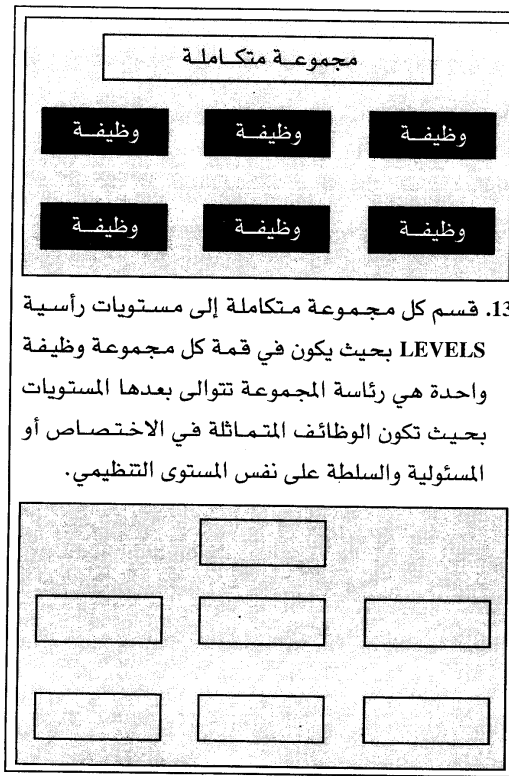 مجموعة متكاملة
وظيفة وظيفة وظيفة
وظيفة وظيفة وظيفة
13. قسم كل مجموعة متكاملة إلى مستويات رأسية
LEVELS بحيث يكون في قمة كل مجموعة وظيفة
واحدة هي رئاسة المجموعة تتوالى بعدها المستويات
بحيث تكون الوظائف المتماثلة في الاختصاص أو
المسئولية والسلطة على نفس المستوى التنظيمي.